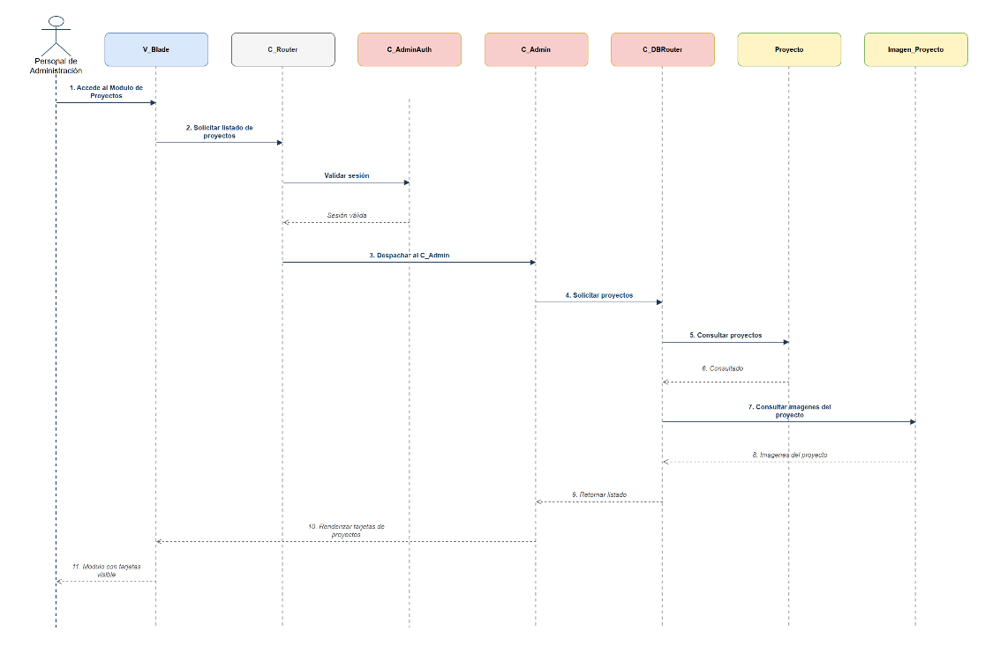 Personal de
Administración
V_Blade
C_Router
C_AdminAuth
C_Admin
C_DBRouter
Proyecto
Imagen_Proyecto
1. Accede al Modulo de
Proyectos
2. Solicitar listado de
proyectos
Validar sesión
Sesión válida
3. Despachar al C_Admin
4. Solicitar proyectos
5. Consultar proyectos
6. Consultado
7. Consultar imagenes del
proyecto
8. Imagenes del proyecto
9. Retornar listado
10. Renderizar tarjetas de
proyectos
11. Modulo con tarjetas
visible